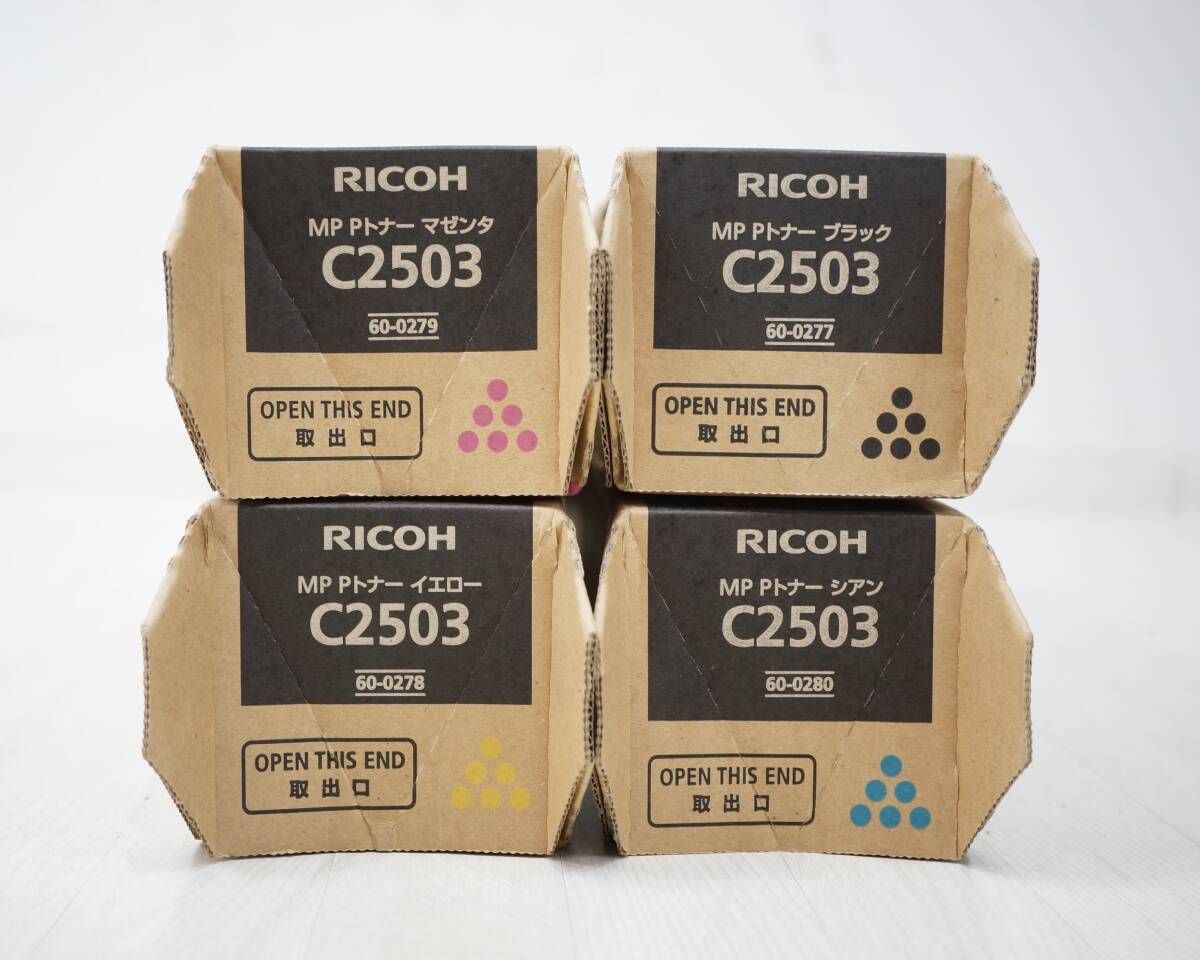 RICOH
MP Pトナー マゼンタ
C2503
60-0279
OPEN THIS END
取出口
RICOH
MP Pトナー ブラック
C2503
60-0277
OPEN THIS END
取出口
RICOH
MP Pトナー イエロー
C2503
60-0278
OPEN THIS END
取出口
RICOH
MP Pトナー シアン
C2503
60-0280
OPEN THIS END
取出口